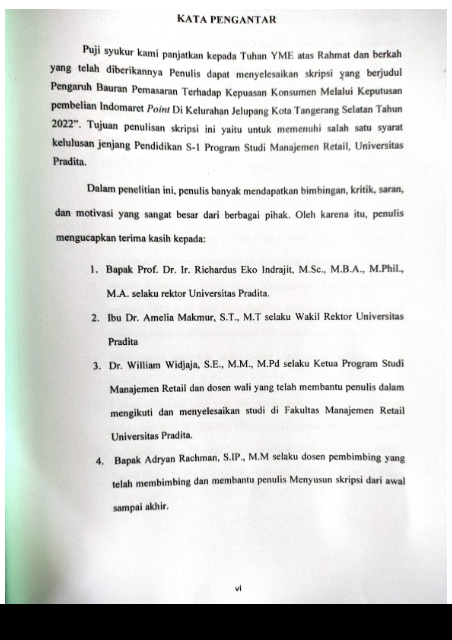 KATA PENGANTAR
Puji syukur kami panjatkan kepada Tuhan YME atas Rahmat dan berkah
yang telah diberikannya Penulis dapat menyelesaikan skripsi yang berjudul
Pengaruh Bauran Pemasaran Terhadap Kepuasan Konsumen Melalui Keputusan
pembelian Indomaret Point Di Kelurahan Jelupang Kota Tangerang Selatan Tahun
2022". Tujuan penulisan skripsi ini yaitu untuk memenuhi salah satu syarat
kelulusan jenjang Pendidikan S-1 Program Studi Manajemen Retail, Universitas
Pradita.
Dalam penelitian ini, penulis banyak mendapatkan bimbingan, kritik, saran,
dan motivasi yang sangat besar dari berbagai pihak. Oleh karena itu, penulis
mengucapkan terima kasih kepada:
1. Bapak Prof. Dr. Ir. Richardus Eko Indrajit, M.Sc., M.B.A., M.Phil.,
M.A. selaku rektor Universitas Pradita.
2. Ibu Dr. Amelia Makmur, S.T., M.T selaku Wakil Rektor Universitas
Pradita
3. Dr. William Widjaja, S.E., M.M., M.Pd selaku Ketua Program Studi
Manajemen Retail dan dosen wali yang telah membantu penulis dalam
mengikuti dan menyelesaikan studi di Fakultas Manajemen Retail
Universitas Pradita.
4. Bapak Adryan Rachman, S.IP., M.M selaku dosen pembimbing yang
telah membimbing dan membantu penulis Menyusun skripsi dari awal
sampai akhir.
vi